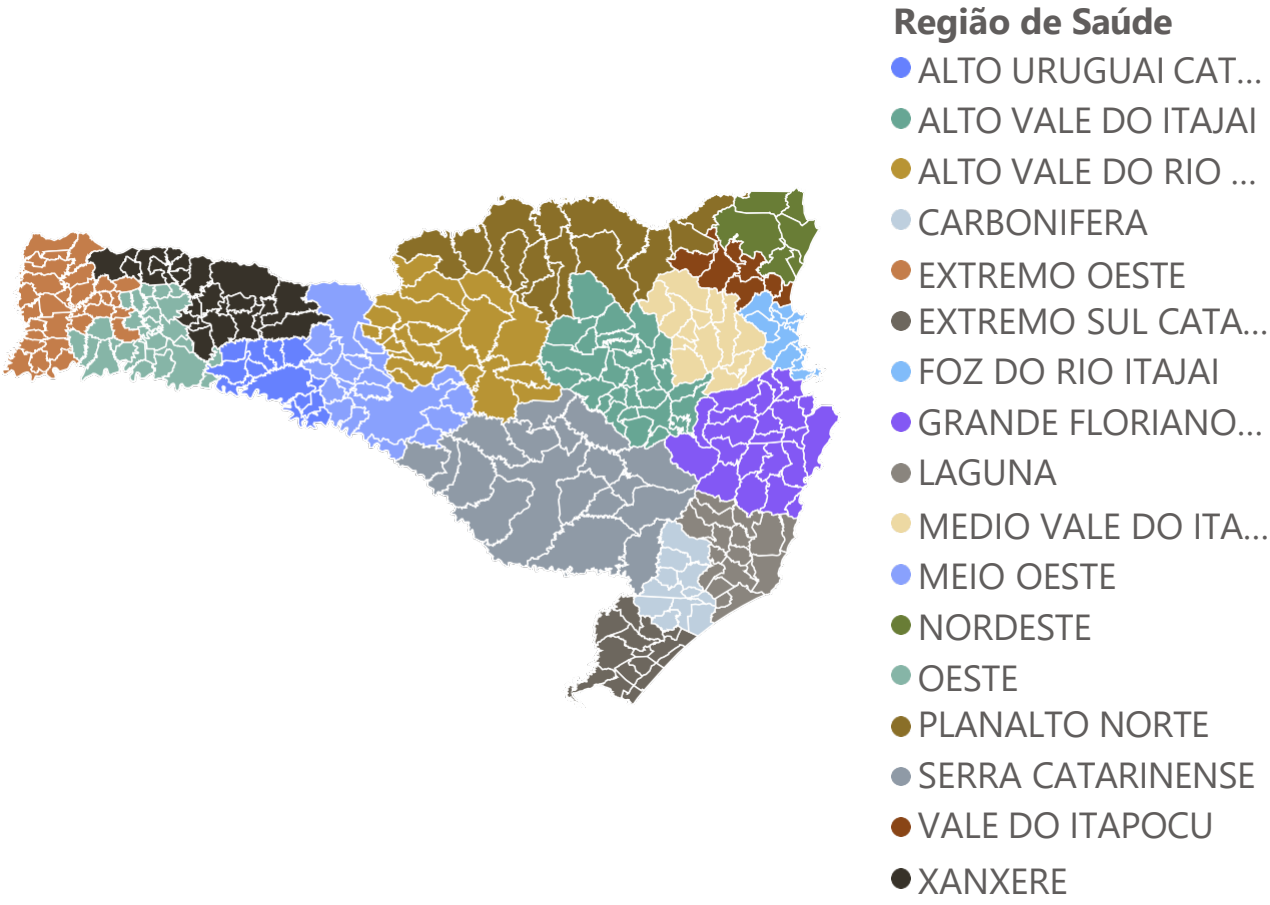 Região de Saúde
ALTO URUGUAI CAT...
ALTO VALE DO ITAJAI
ALTO VALE DO RIO ...
CARBONIFERA
EXTREMO OESTE
EXTREMO SUL CATA...
FOZ DO RIO ITAJAI
GRANDE FLORIANO...
LAGUNA
MEDIO VALE DO ITA...
MEIO OESTE
NORDESTE
OESTE
PLANALTO NORTE
SERRA CATARINENSE
VALE DO ITAPOCU
XANXERE